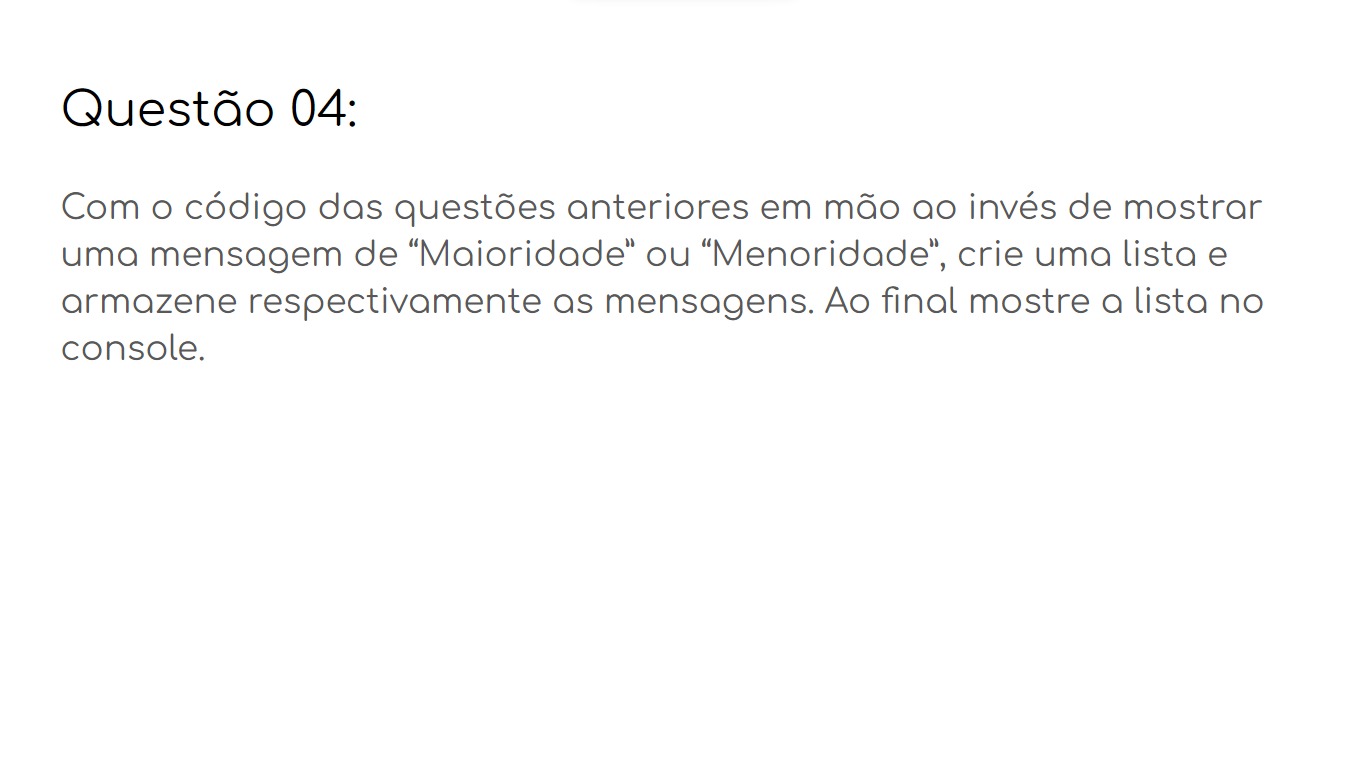 Questão 04:
Com o código das questões anteriores em mão ao invés de mostrar
uma mensagem de “Maioridade” ou “Menoridade”, crie uma lista e
armazene respectivamente as mensagens. Ao final mostre a lista no
console.